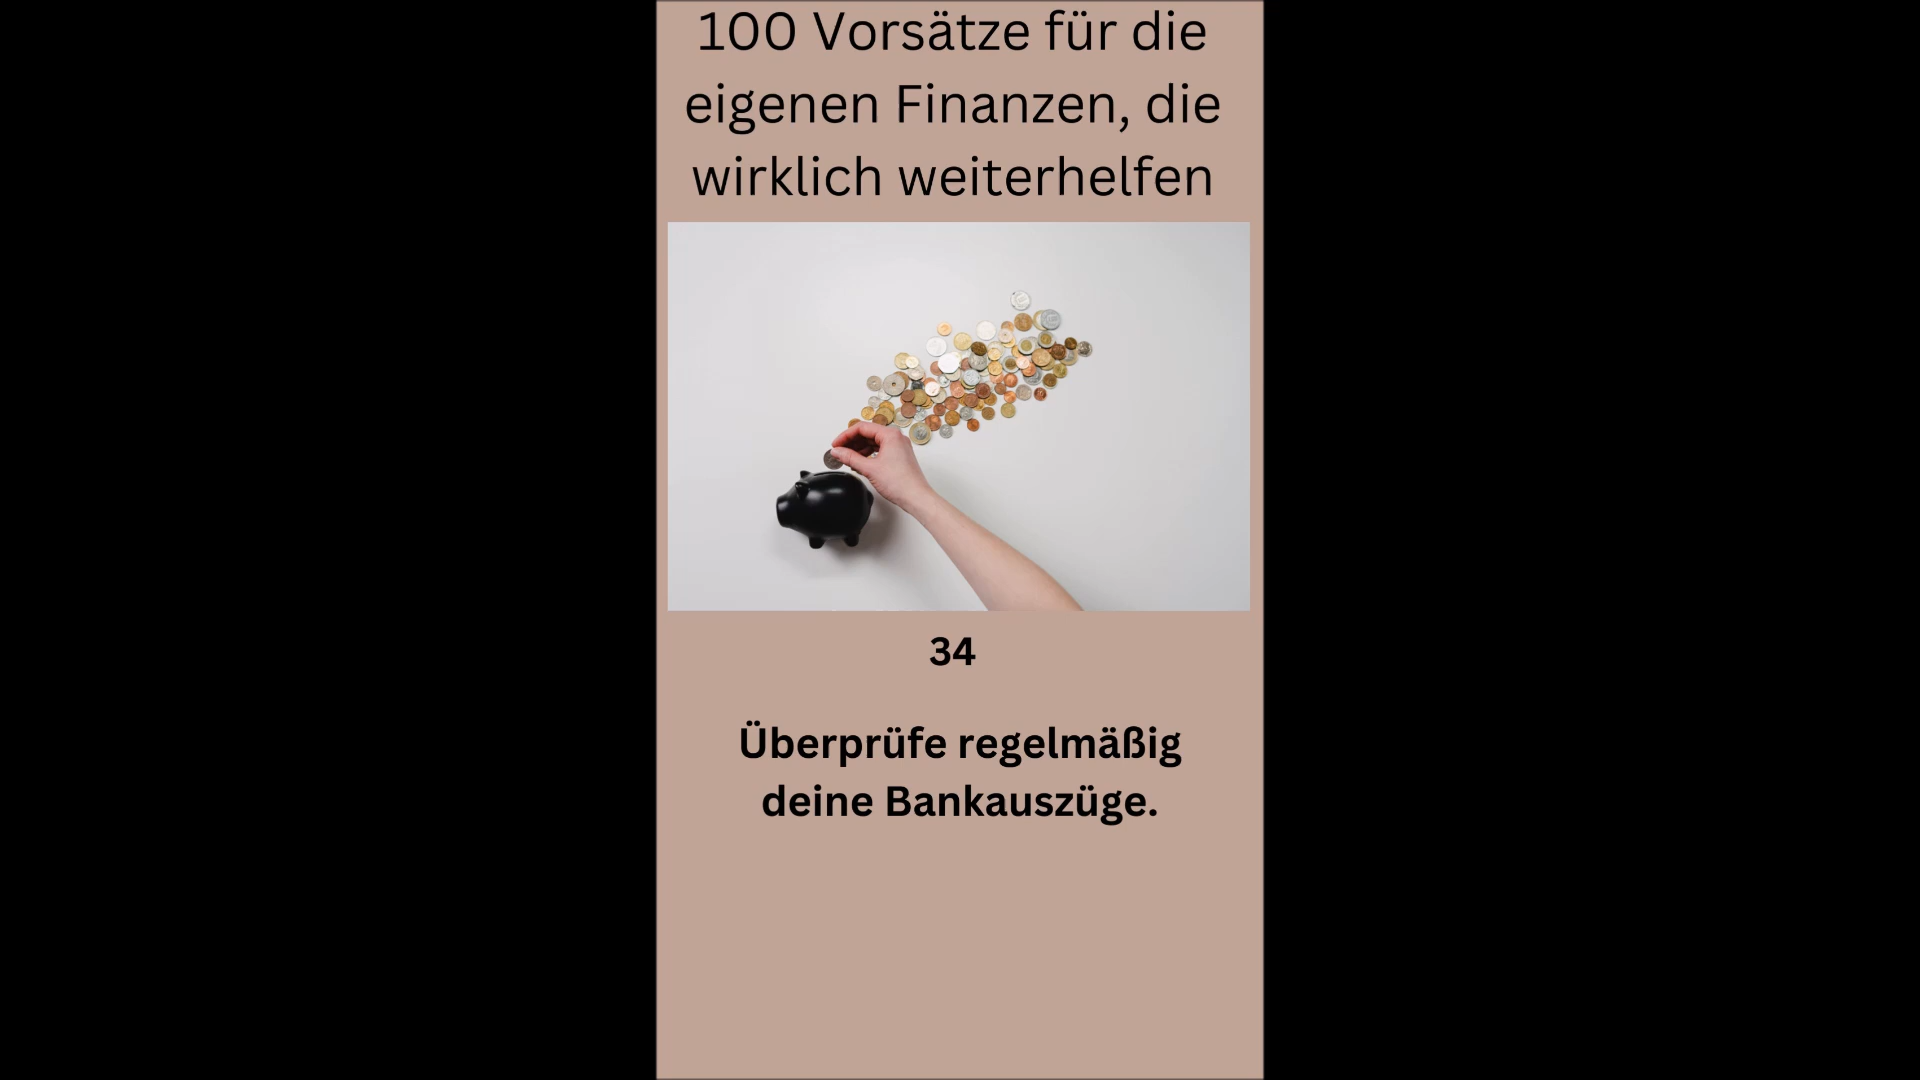 100 Vorsätze für die
eigenen Finanzen, die
wirklich weiterhelfen
34
Überprüfe regelmäßig
deine Bankauszüge.